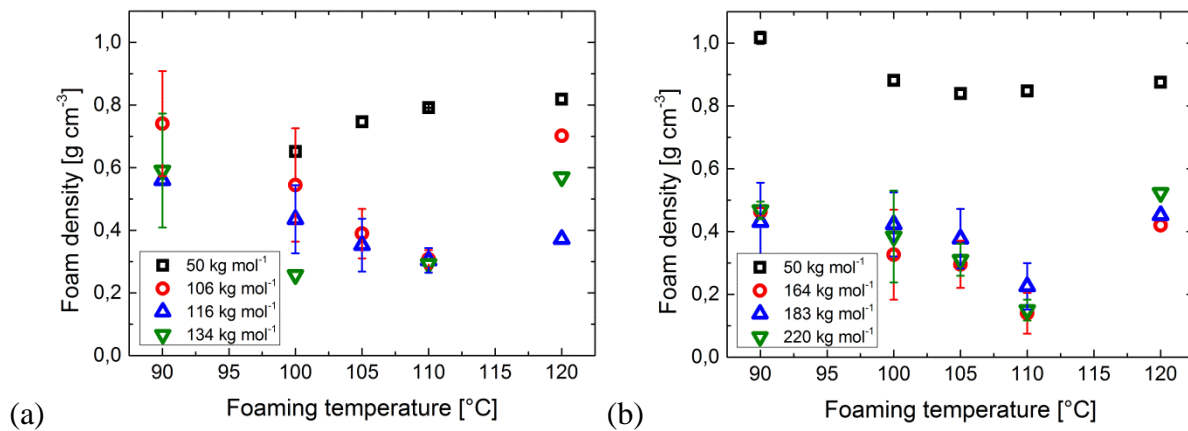 1,0
0,8
0,6
0,4
0,2
0,0
Foam density [g cm⁻³]
50 kg mol⁻¹
106 kg mol⁻¹
116 kg mol⁻¹
134 kg mol⁻¹
90 95 100 105 110 115 120
Foaming temperature [°C]
(a)
1,0
0,8
0,6
0,4
0,2
0,0
Foam density [g cm⁻³]
50 kg mol⁻¹
164 kg mol⁻¹
183 kg mol⁻¹
220 kg mol⁻¹
90 95 100 105 110 115 120
Foaming temperature [°C]
(b)